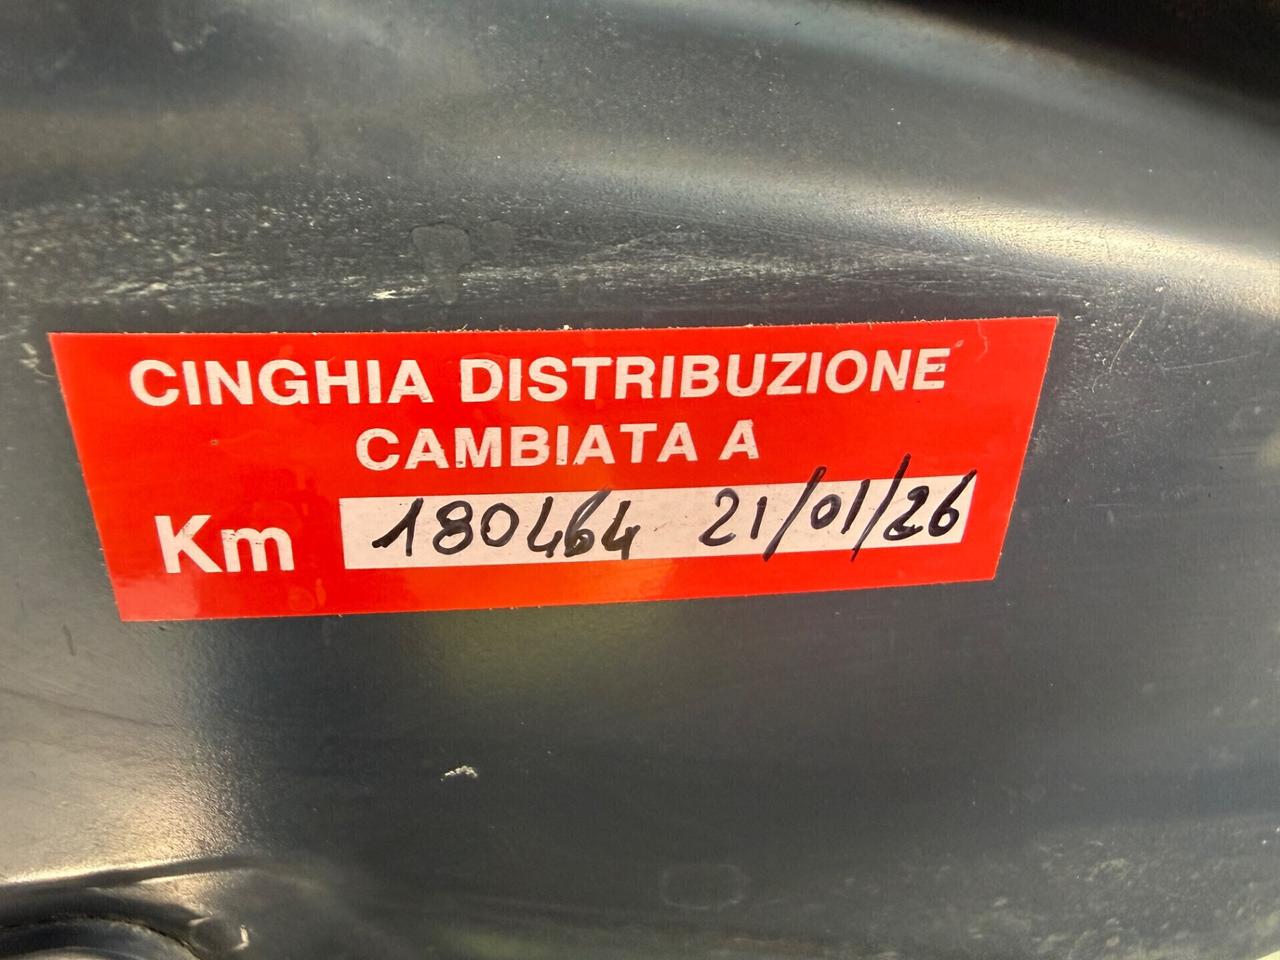 CINGHIA DISTRIBUZIONE
CAMBIATA A
Km 180464 21/01/26